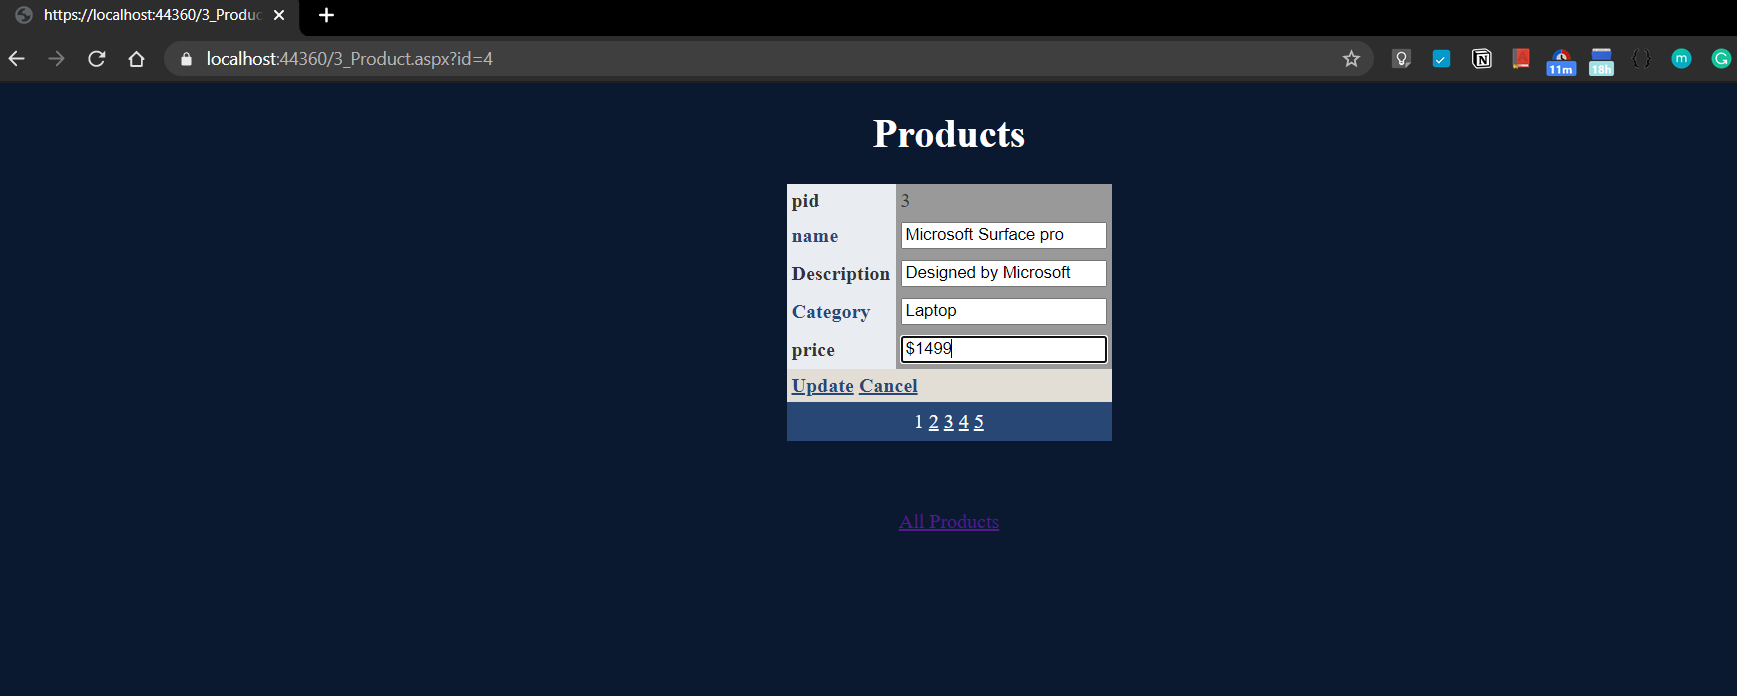 https://localhost:44360/3_Produc
localhost:44360/3_Product.aspx?id=4
11m
18h
m
Products
pid 3
name Microsoft Surface pro
Description Designed by Microsoft
Category Laptop
price $1499
Update Cancel
1 2 3 4 5
All Products